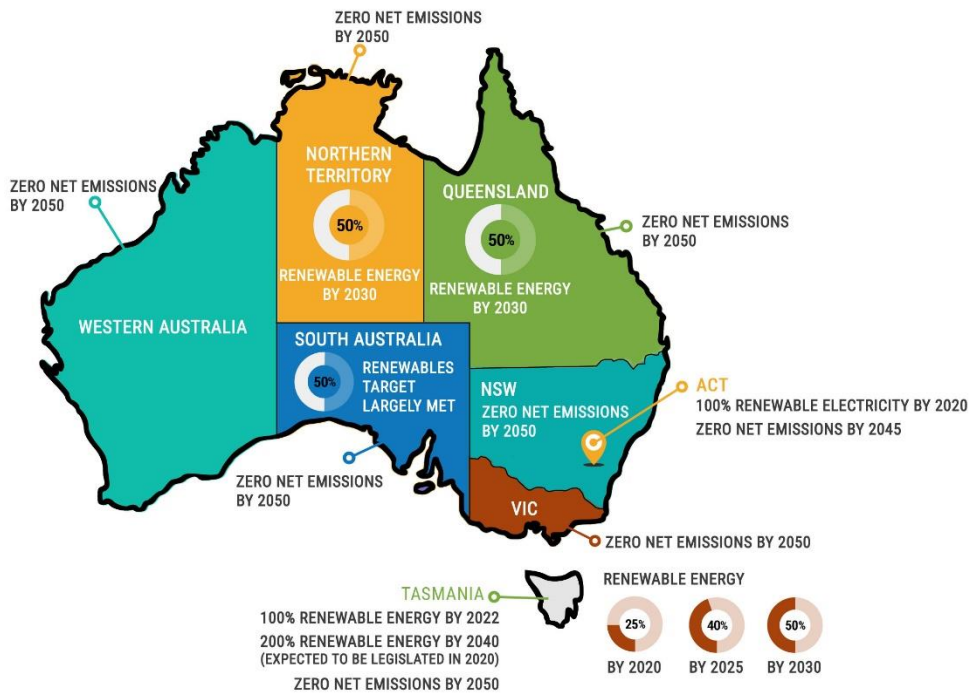 ZERO NET EMISSIONS
BY 2050
NORTHERN
TERRITORY
50%
RENEWABLE ENERGY
BY 2030
QUEENSLAND
50%
RENEWABLE ENERGY
BY 2030
ZERO NET EMISSIONS
BY 2050
ZERO NET EMISSIONS
BY 2050
WESTERN AUSTRALIA
SOUTH AUSTRALIA
50%
RENEWABLES
TARGET
LARGELY MET
NSW
ZERO NET EMISSIONS
BY 2050
ACT
100% RENEWABLE ELECTRICITY BY 2020
ZERO NET EMISSIONS BY 2045
ZERO NET EMISSIONS
BY 2050
VIC
ZERO NET EMISSIONS BY 2050
TASMANIA
100% RENEWABLE ENERGY BY 2022
200% RENEWABLE ENERGY BY 2040
(EXPECTED TO BE LEGISLATED IN 2020)
ZERO NET EMISSIONS BY 2050
RENEWABLE ENERGY
25%
40%
50%
BY 2020
BY 2025
BY 2030